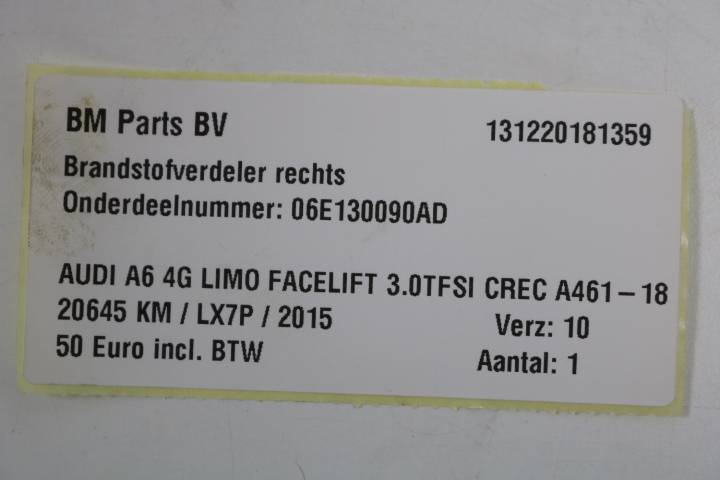 BM Parts BV 131220181359
Brandstofverdeler rechts
Onderdeelnummer: 06E130090AD
AUDI A6 4G LIMO FACELIFT 3.0TFSI CREC A461-18
20645 KM / LX7P / 2015 Verz: 10
50 Euro incl. BTW Aantal: 1